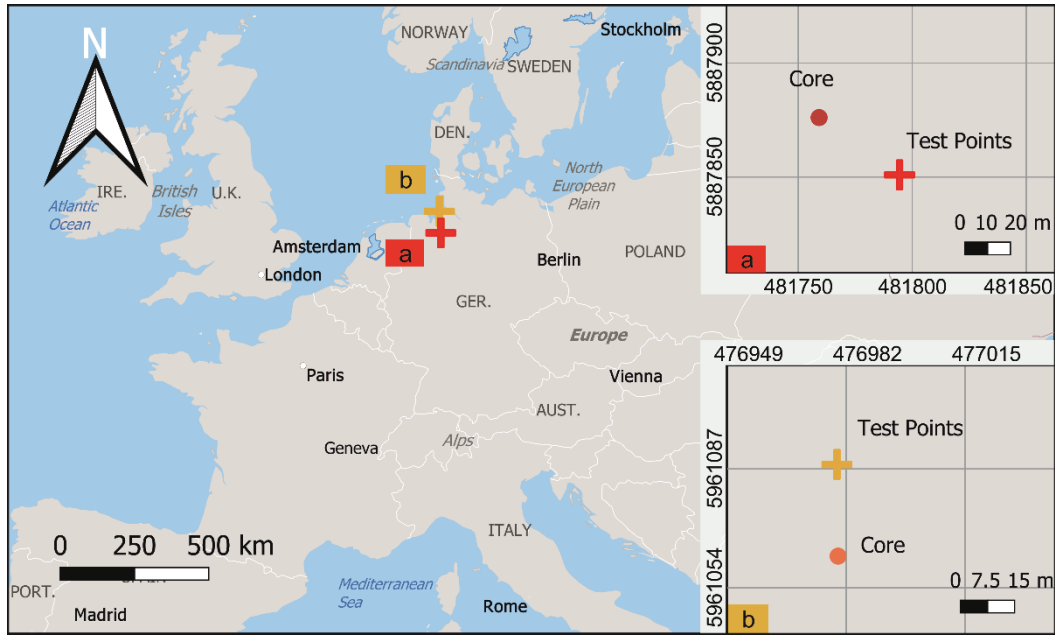 N
NORWAY
Stockholm
Scandinavia
SWEDEN
DEN.
b
North
European
Plain
IRE.
British
Isles
U.K.
Atlantic
Ocean
Amsterdam
a
London
Berlin
POLAND
GER.
Europe
Paris
Vienna
AUST.
Geneva
Alps
ITALY
0 250 500 km
PORT.
Madrid
Mediterranean
Sea
Rome
5887900
5887850
Core
Test Points
0 10 20 m
a
481750 481800 481850
476949 476982 477015
5961087
5961054
Test Points
Core
0 7.5 15 m
b